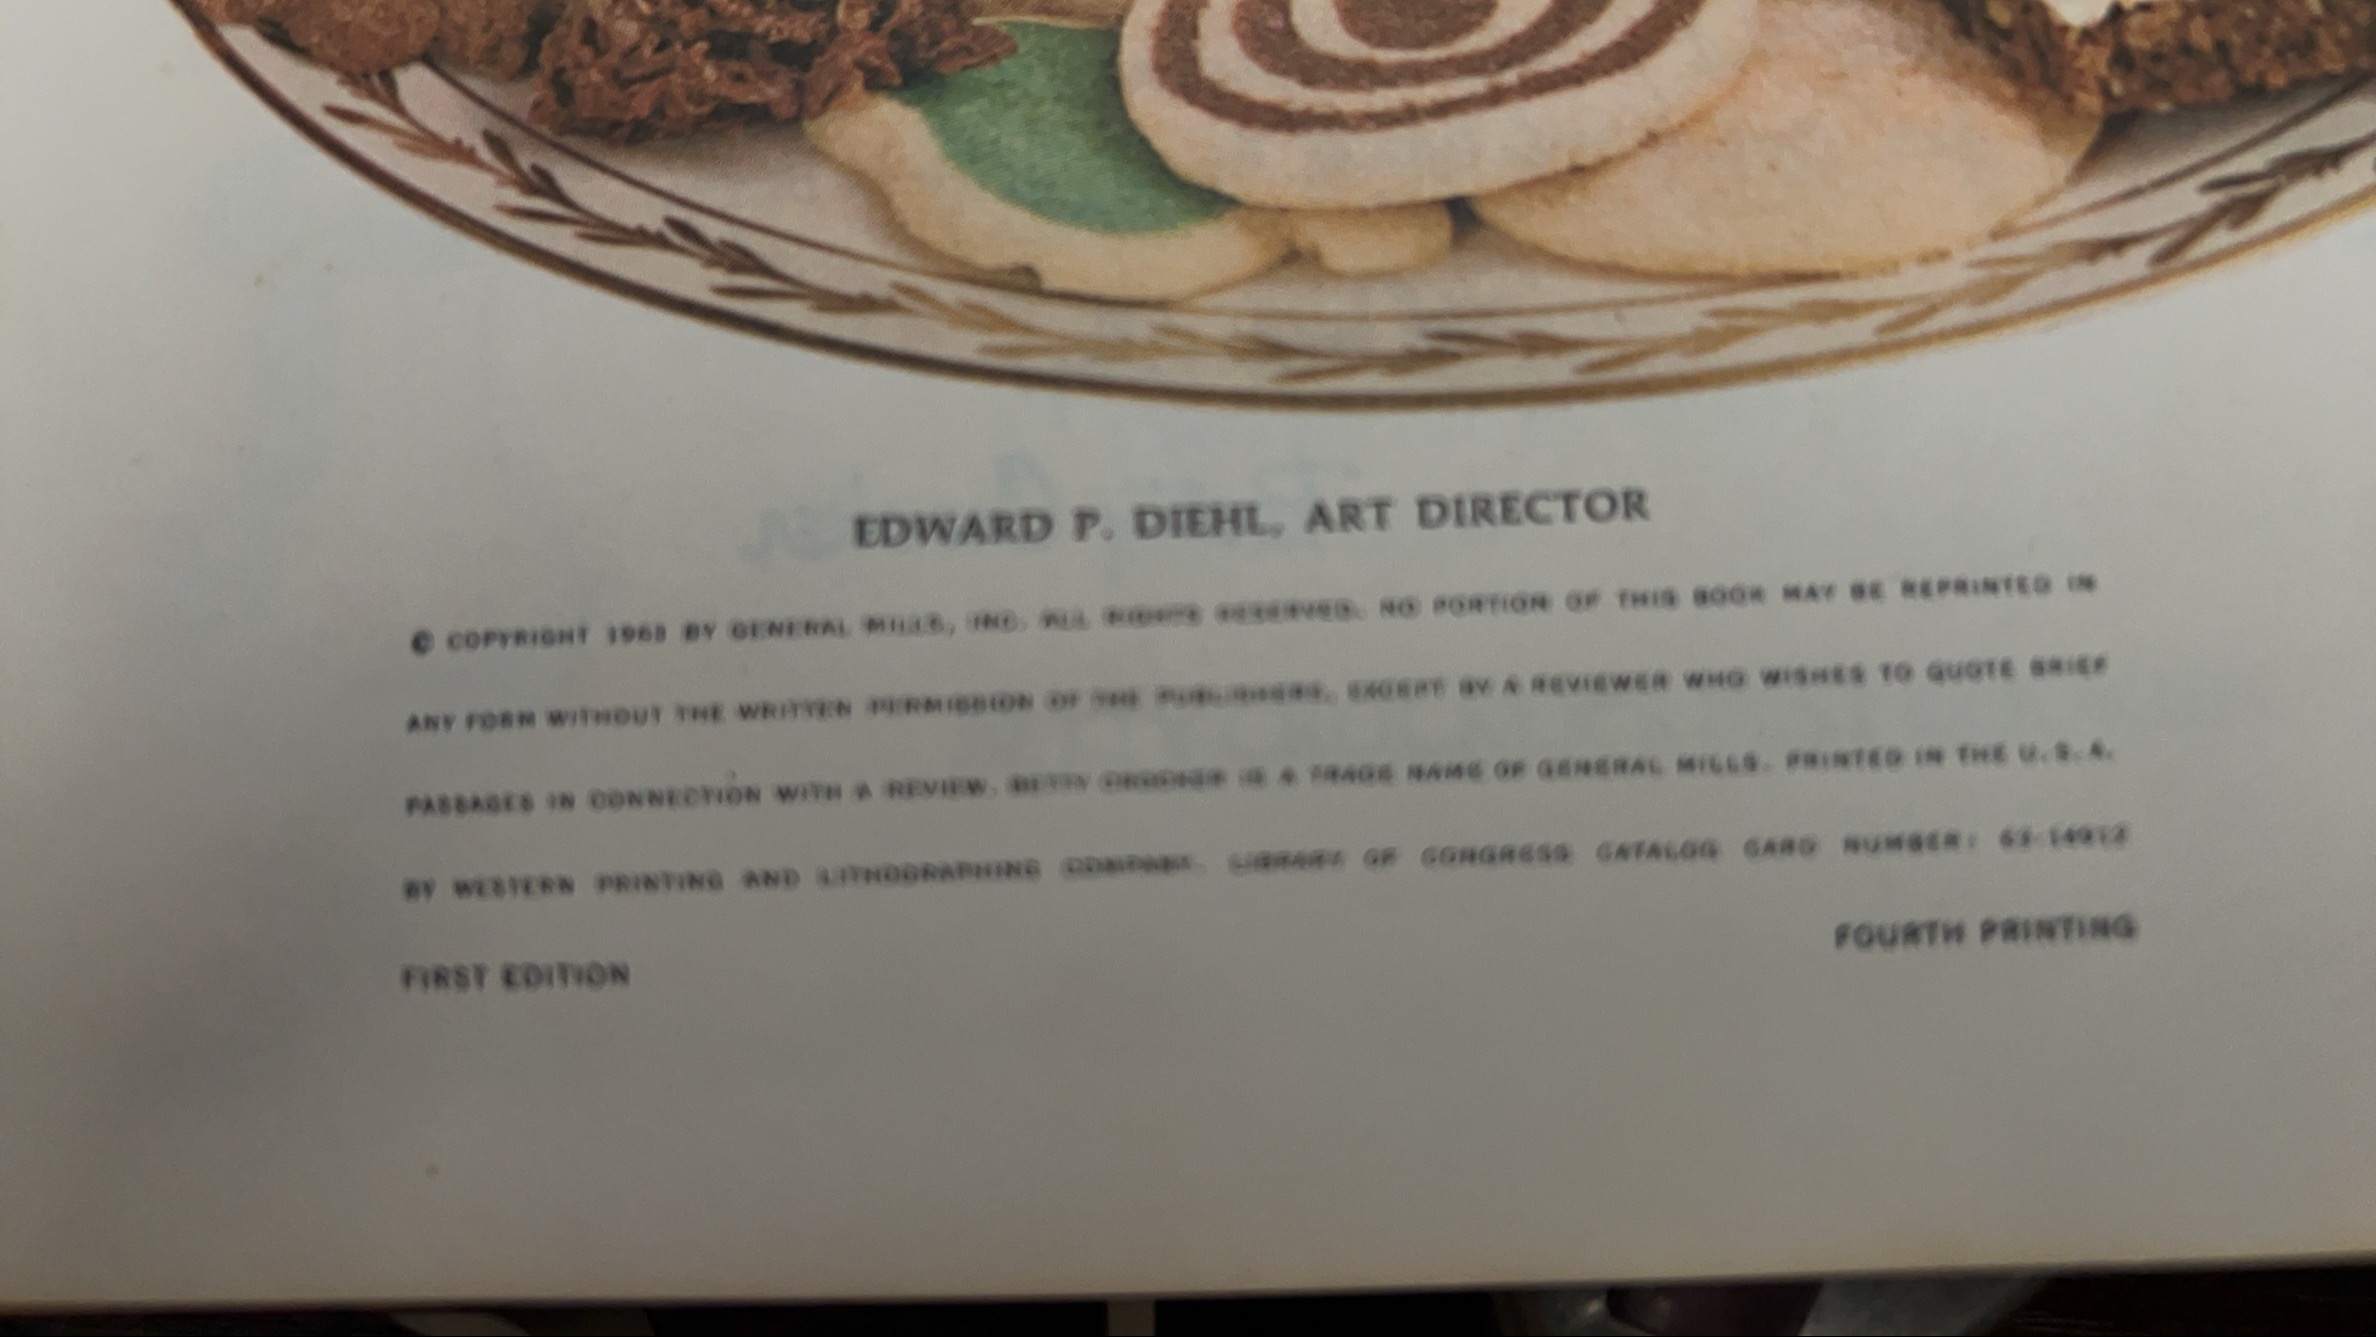 EDWARD P. DIEHL, ART DIRECTOR
© COPYRIGHT 1963 BY GENERAL MILLS, INC. ALL RIGHTS RESERVED. NO PORTION OF THIS BOOK MAY BE REPRINTED IN
ANY FORM WITHOUT THE WRITTEN PERMISSION OF THE PUBLISHERS, EXCEPT BY A REVIEWER WHO WISHES TO QUOTE BRIEF
PASSAGES IN CONNECTION WITH A REVIEW. BETTY CROCKER IS A TRADE NAME OF GENERAL MILLS. PRINTED IN THE U.S.A.
BY WESTERN PRINTING AND LITHOGRAPHING COMPANY. LIBRARY OF CONGRESS CATALOG CARD NUMBER:
FIRST EDITION FOURTH PRINTING